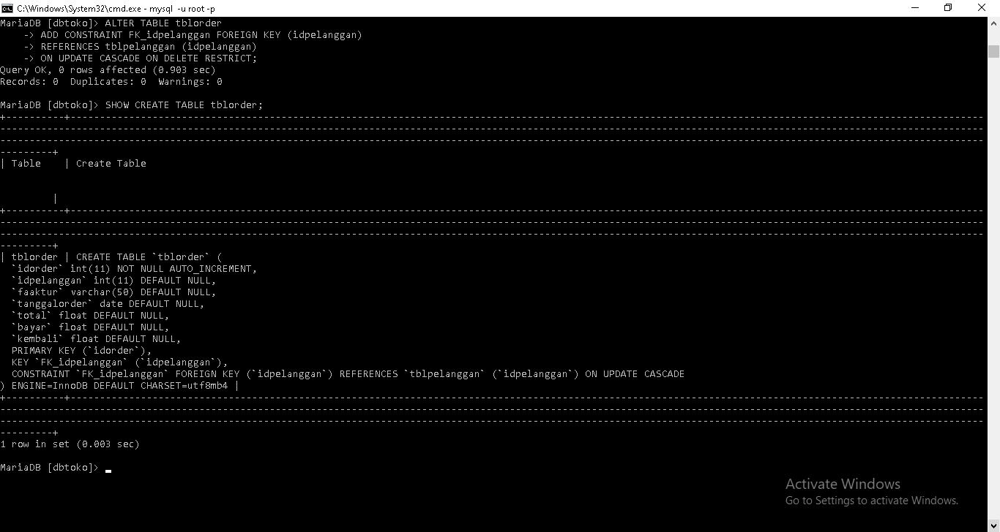 C:\Windows\System32\cmd.exe - mysql -u root -p
MariaDB [dbtoko]> ALTER TABLE tblorder
    -> ADD CONSTRAINT FK_idpelanggan FOREIGN KEY (idpelanggan)
    -> REFERENCES tblpelanggan (idpelanggan)
    -> ON UPDATE CASCADE ON DELETE RESTRICT;
Query OK, 0 rows affected (0.903 sec)
Records: 0  Duplicates: 0  Warnings: 0
MariaDB [dbtoko]> SHOW CREATE TABLE tblorder;
| Table    | Create Table
|
| tblorder | CREATE TABLE `tblorder` (
  `idorder` int(11) NOT NULL AUTO_INCREMENT,
  `idpelanggan` int(11) DEFAULT NULL,
  `faaktur` varchar(50) DEFAULT NULL,
  `tanggalorder` date DEFAULT NULL,
  `total` float DEFAULT NULL,
  `bayar` float DEFAULT NULL,
  `kembali` float DEFAULT NULL,
  PRIMARY KEY (`idorder`),
  KEY `FK_idpelanggan` (`idpelanggan`),
  CONSTRAINT `FK_idpelanggan` FOREIGN KEY (`idpelanggan`) REFERENCES `tblpelanggan` (`idpelanggan`) ON UPDATE CASCADE
) ENGINE=InnoDB DEFAULT CHARSET=utf8mb4 |
1 row in set (0.003 sec)
MariaDB [dbtoko]>
Activate Windows
Go to Settings to activate Windows.